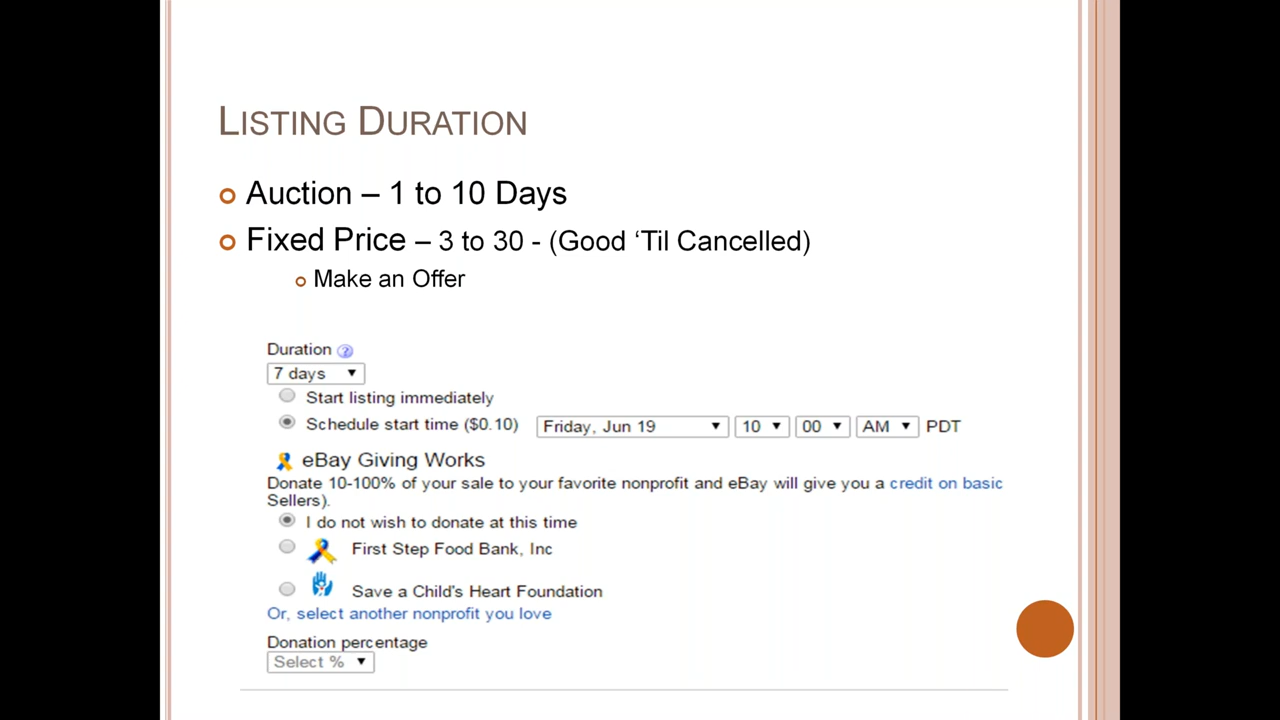 LISTING DURATION
Auction – 1 to 10 Days
Fixed Price – 3 to 30 - (Good ‘Til Cancelled)
Make an Offer
Duration ?
7 days
Start listing immediately
Schedule start time ($0.10) Friday, Jun 19 10 00 AM PDT
eBay Giving Works
Donate 10-100% of your sale to your favorite nonprofit and eBay will give you a credit on basic
Sellers).
I do not wish to donate at this time
First Step Food Bank, Inc
Save a Child's Heart Foundation
Or, select another nonprofit you love
Donation percentage
Select %